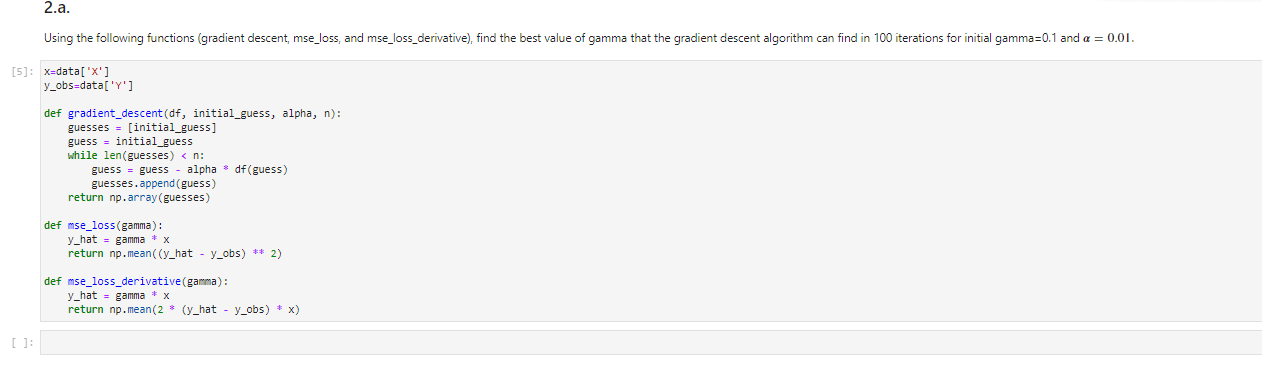 2.a.
Using the following functions (gradient descent, mse_loss, and mse_loss_derivative), find the best value of gamma that the gradient descent algorithm can find in 100 iterations for initial gamma=0.1 and α = 0.01.
[5]: x=data['X']
y_obs=data['Y']
def gradient_descent(df, initial_guess, alpha, n):
    guesses = [initial_guess]
    guess = initial_guess
    while len(guesses) < n:
        guess = guess - alpha * df(guess)
        guesses.append(guess)
    return np.array(guesses)
def mse_loss(gamma):
    y_hat = gamma * x
    return np.mean((y_hat - y_obs) ** 2)
def mse_loss_derivative(gamma):
    y_hat = gamma * x
    return np.mean(2 * (y_hat - y_obs) * x)
[ ]: